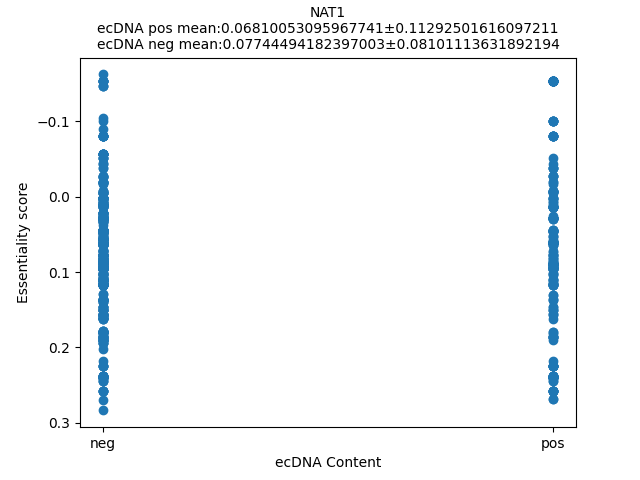 NAT1
ecDNA pos mean:0.06810053095967741±0.11292501616097211
ecDNA neg mean:0.07744494182397003±0.08101113631892194
−0.1
0.0
0.1
0.2
0.3
Essentiality score
neg
pos
ecDNA Content